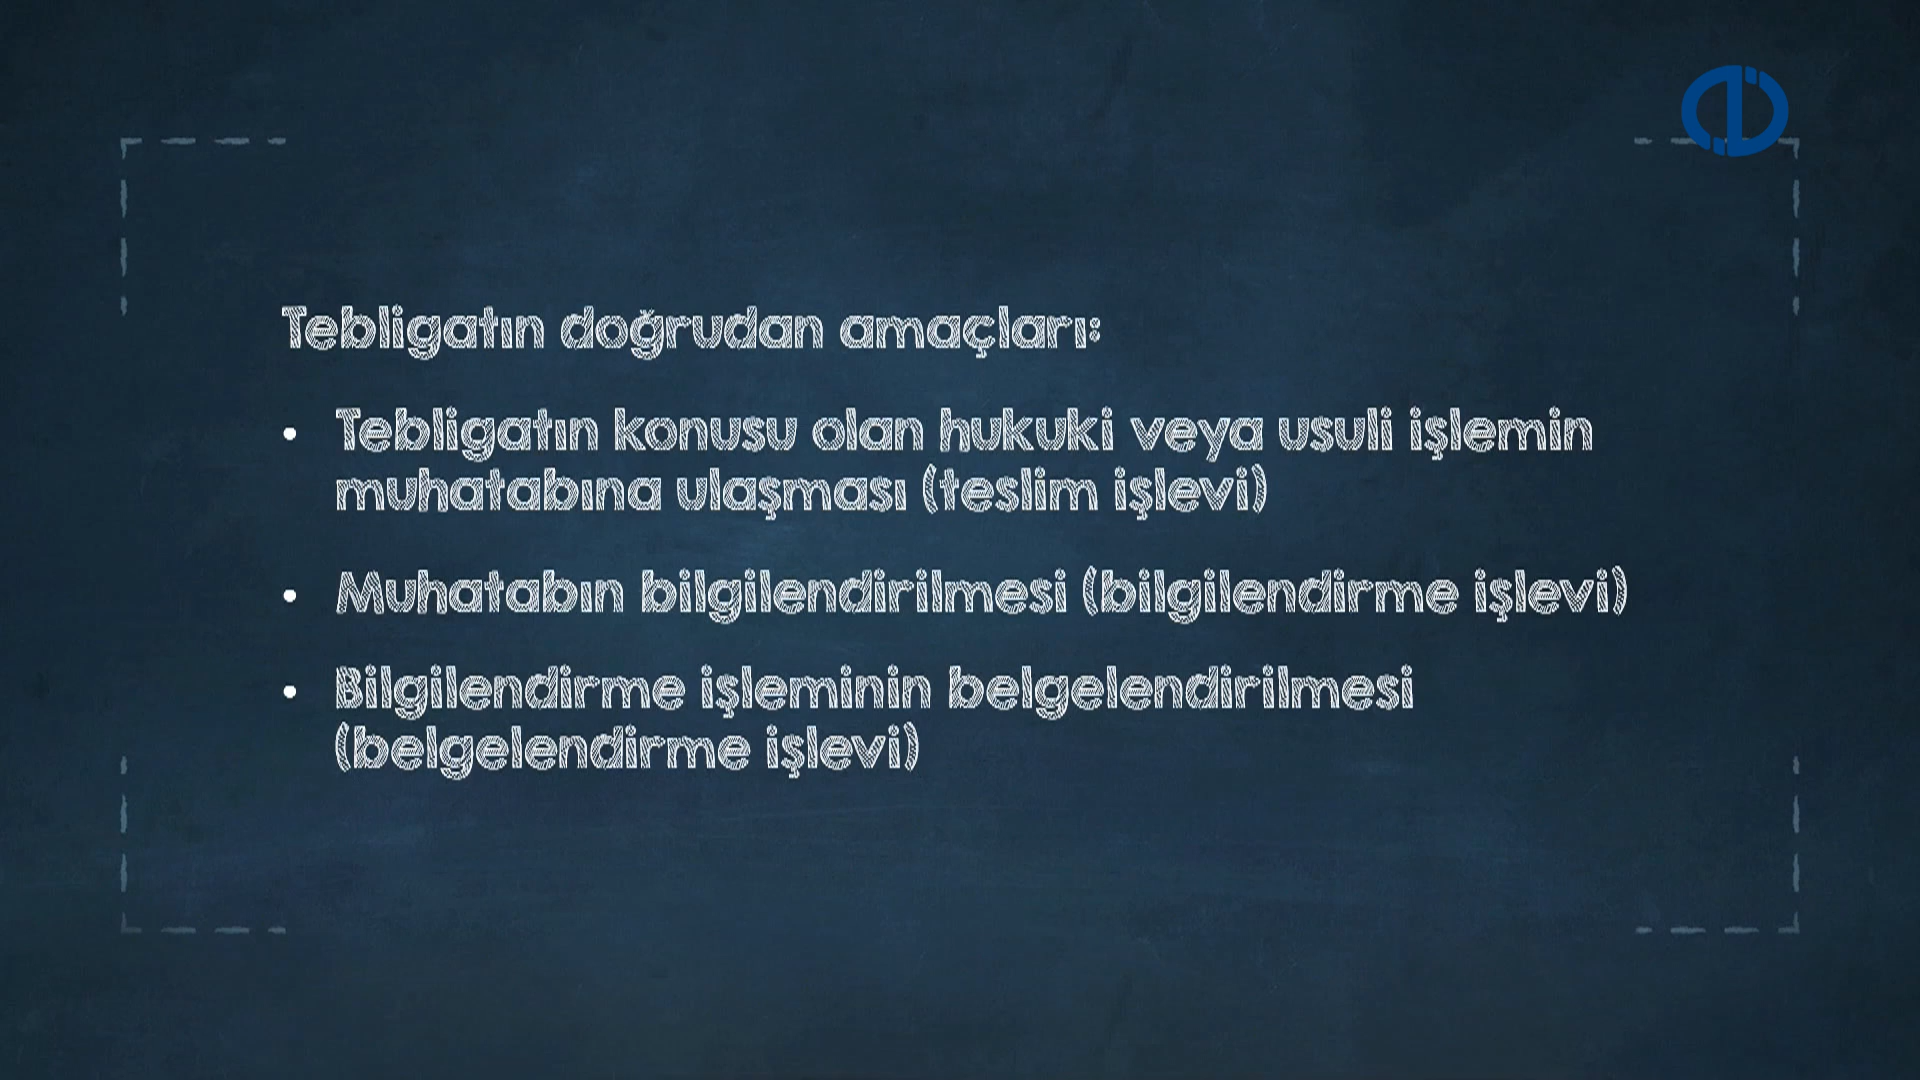 Tebligatın doğrudan amaçları:
• Tebligatın konusu olan hukuki veya usuli işlemin
muhatabına ulaşması (teslim işlevi)
• Muhatabın bilgilendirilmesi (bilgilendirme işlevi)
• Bilgilendirme işleminin belgelendirilmesi
(belgelendirme işlevi)